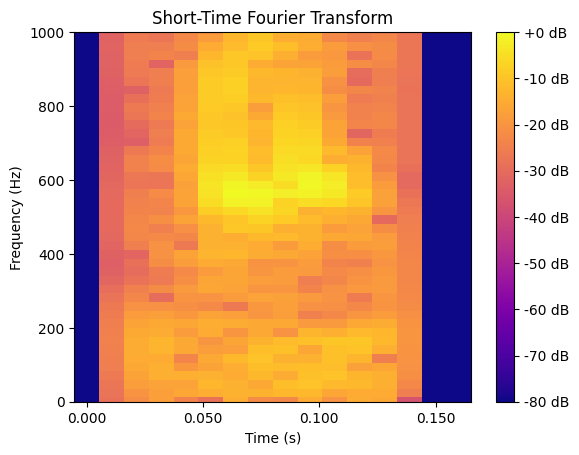 Short-Time Fourier Transform
1000
800
600
400
200
0
Frequency (Hz)
0.000
0.050
0.100
0.150
Time (s)
+0 dB
-10 dB
-20 dB
-30 dB
-40 dB
-50 dB
-60 dB
-70 dB
-80 dB